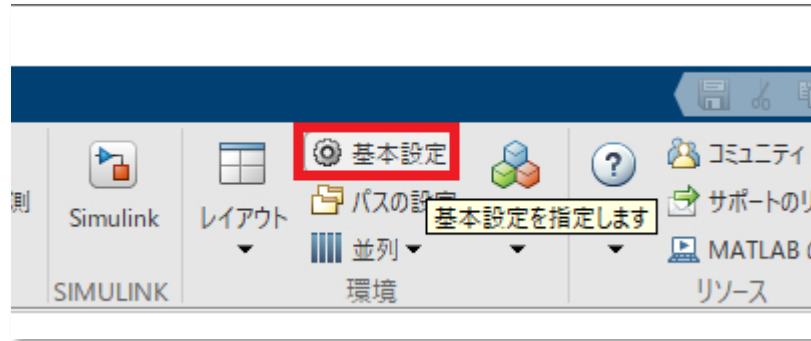 基本設定
コミュニティ
測
Simulink
レイアウト
パスの設定
サポートのリ
基本設定を指定します
並列
MATLAB の
SIMULINK
環境
リソース